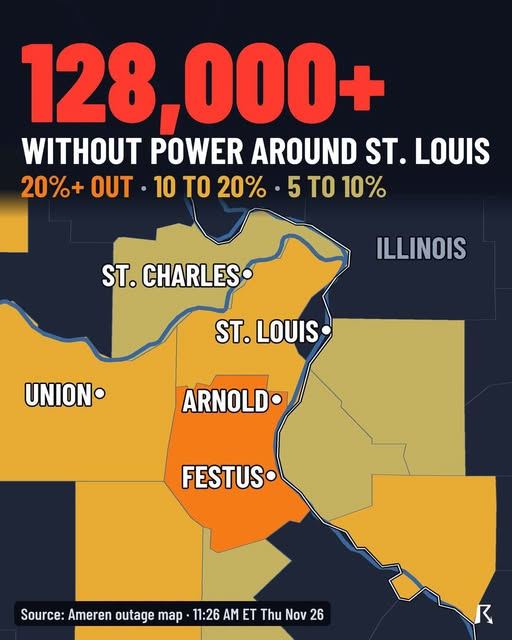 128,000+
WITHOUT POWER AROUND ST. LOUIS
20%+ OUT · 10 TO 20% · 5 TO 10%
ILLINOIS
ST. CHARLES
ST. LOUIS
UNION
ARNOLD
FESTUS
Source: Ameren outage map · 11:26 AM ET Thu Nov 26